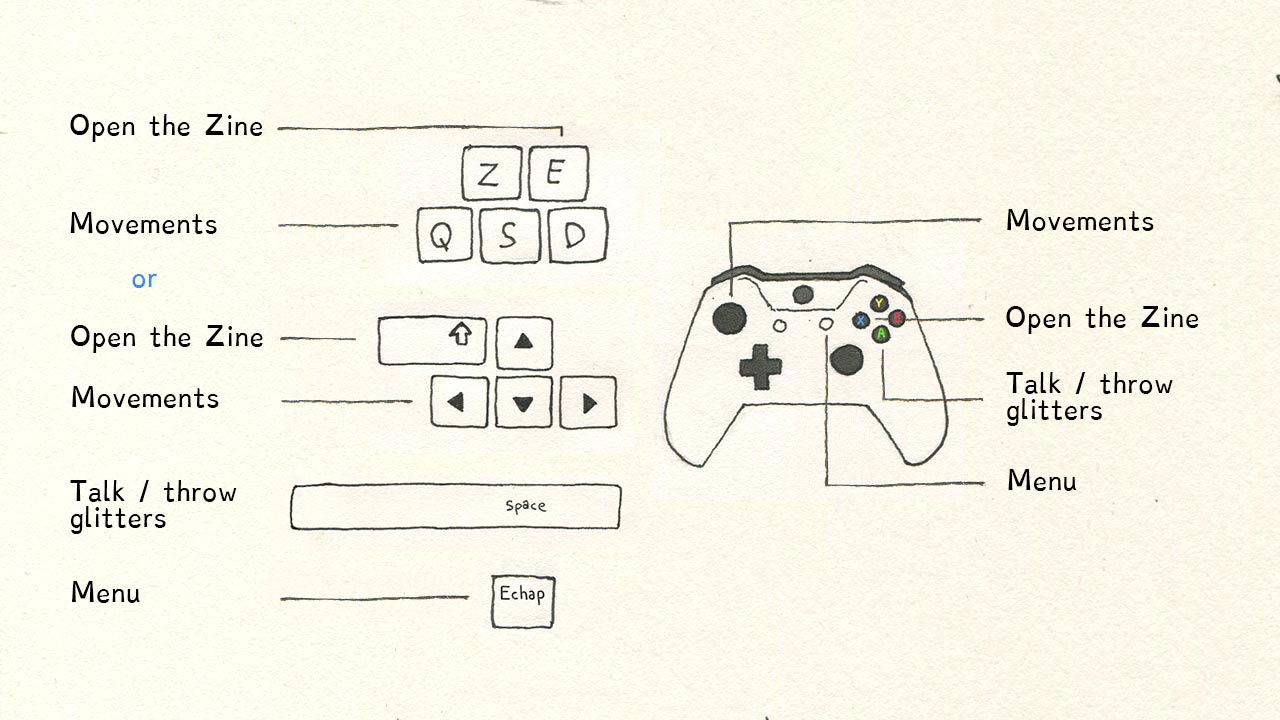 Open the Zine
Z E
Movements
Q S D
or
Open the Zine
Movements
Talk / throw
glitters
Space
Menu
Echap
Movements
Y
X B
A
Open the Zine
Talk / throw
glitters
Menu